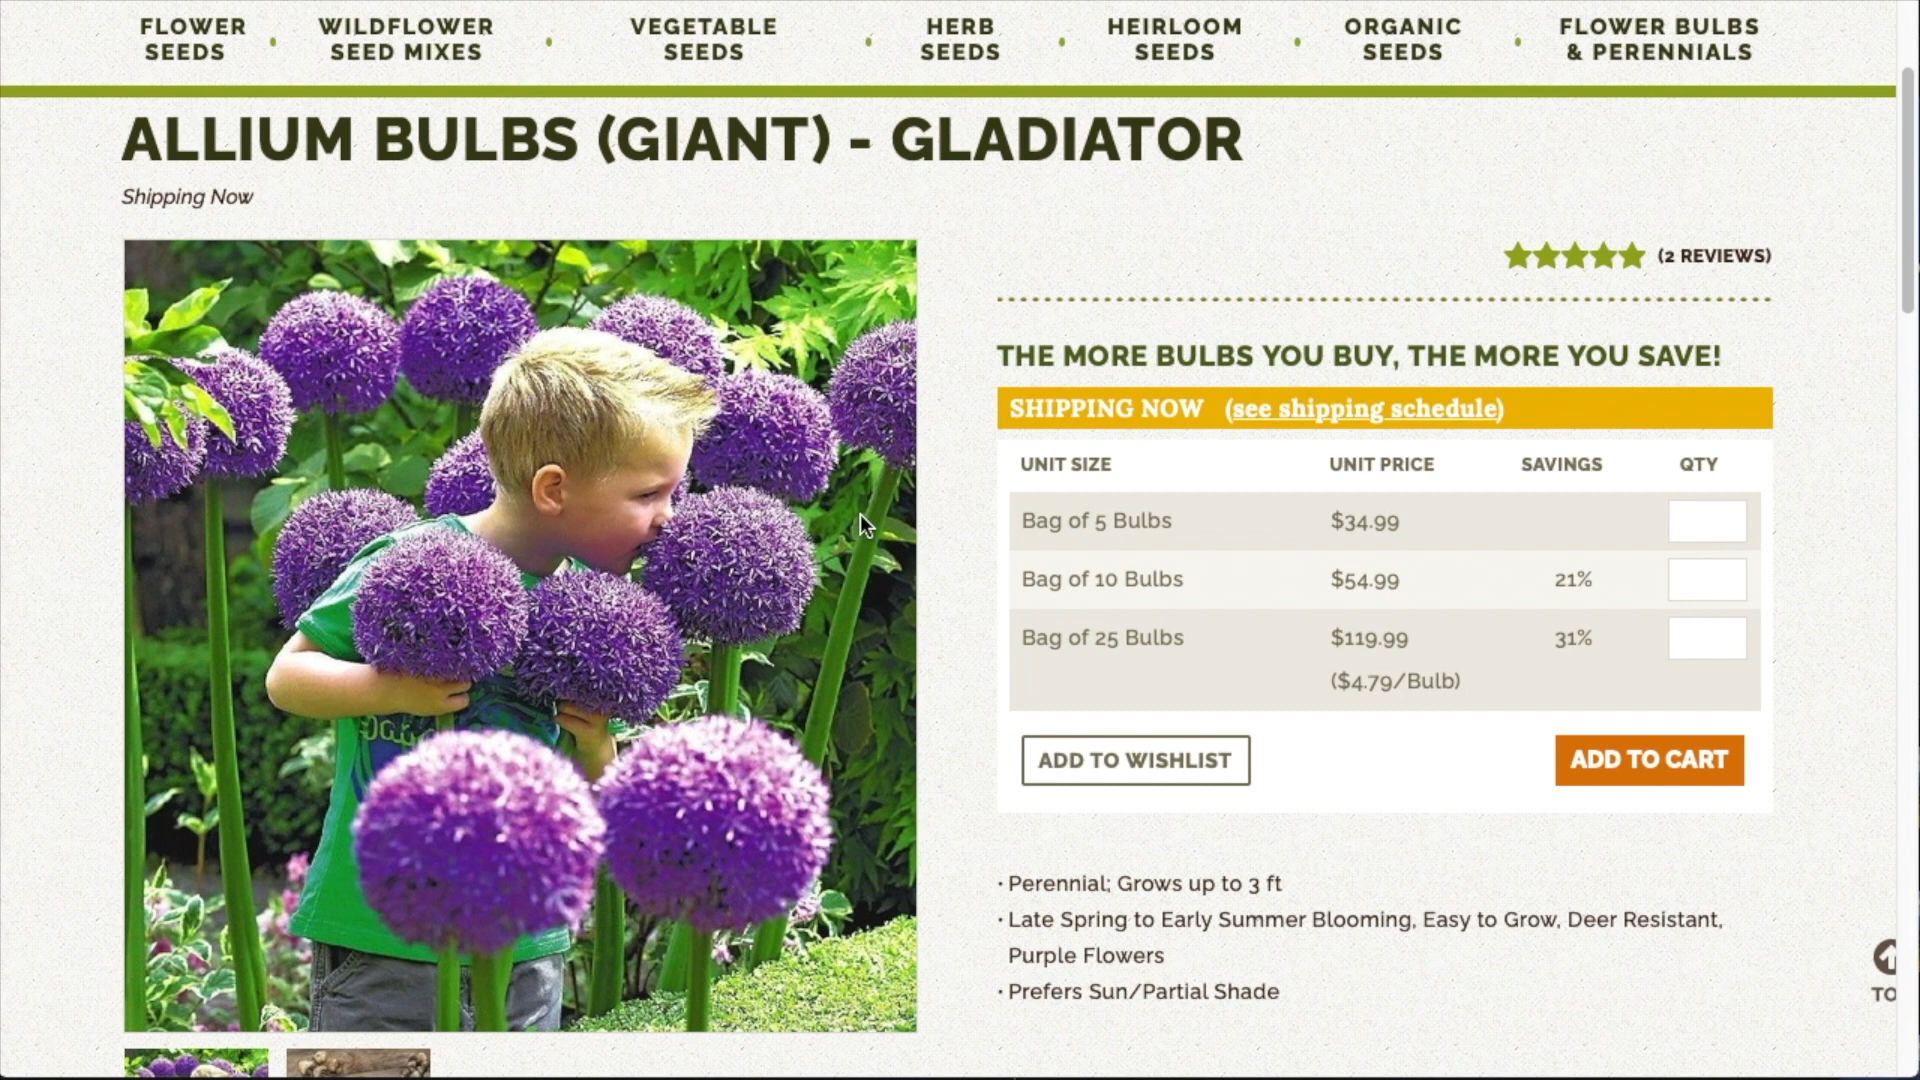 FLOWER SEEDS
WILDFLOWER SEED MIXES
VEGETABLE SEEDS
HERB SEEDS
HEIRLOOM SEEDS
ORGANIC SEEDS
FLOWER BULBS & PERENNIALS
ALLIUM BULBS (GIANT) - GLADIATOR
Shipping Now
(2 REVIEWS)
THE MORE BULBS YOU BUY, THE MORE YOU SAVE!
SHIPPING NOW (see shipping schedule)
UNIT SIZE UNIT PRICE SAVINGS QTY
Bag of 5 Bulbs $34.99
Bag of 10 Bulbs $54.99 21%
Bag of 25 Bulbs $119.99 31%
($4.79/Bulb)
ADD TO WISHLIST
ADD TO CART
· Perennial; Grows up to 3 ft
· Late Spring to Early Summer Blooming, Easy to Grow, Deer Resistant,
Purple Flowers
· Prefers Sun/Partial Shade